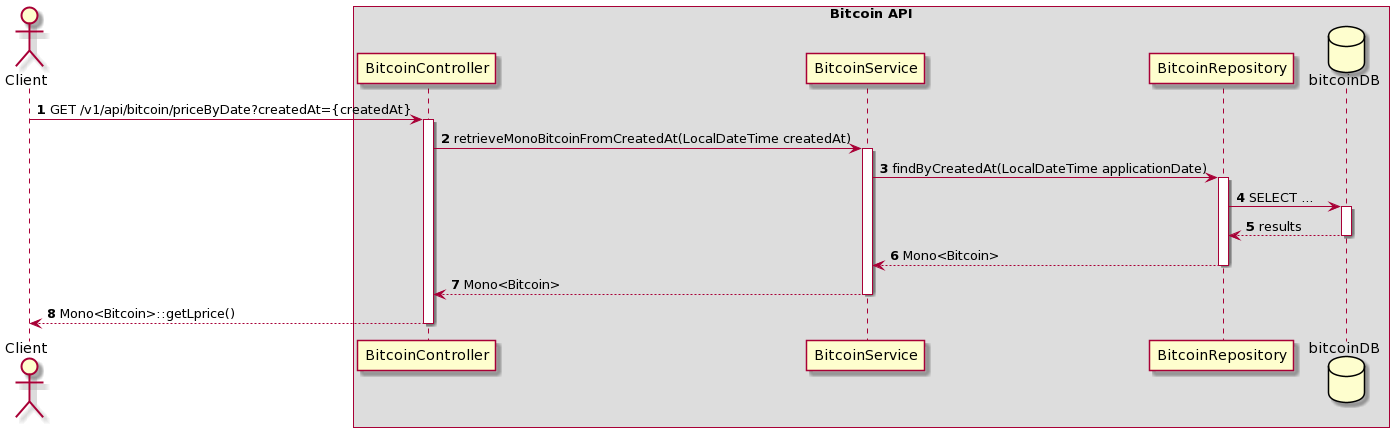 Bitcoin API
Client
BitcoinController
BitcoinService
BitcoinRepository
bitcoinDB
1 GET /v1/api/bitcoin/priceByDate?createdAt={createdAt}
2 retrieveMonoBitcoinFromCreatedAt(LocalDateTime createdAt)
3 findByCreatedAt(LocalDateTime applicationDate)
4 SELECT ...
5 results
6 Mono<Bitcoin>
7 Mono<Bitcoin>
8 Mono<Bitcoin>::getLprice()
Client
BitcoinController
BitcoinService
BitcoinRepository
bitcoinDB